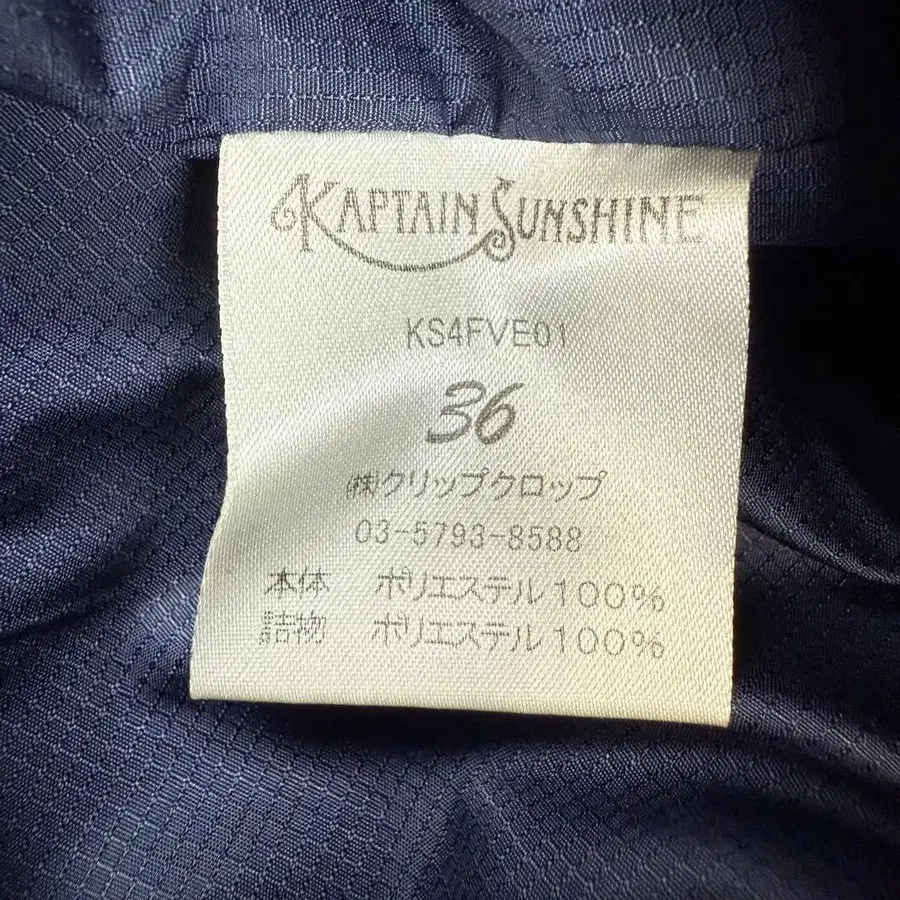 KAPTAIN SUNSHINE
KS4FVE01
36
㈱クリップクロップ
03-5793-8588
本体 ポリエステル100%
詰物 ポリエステル100%